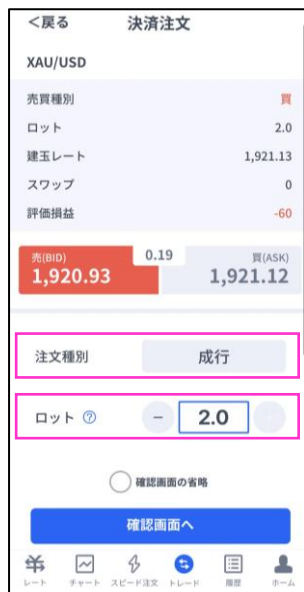 <戻る 決済注文
XAU/USD
売買種別 買
ロット 2.0
建玉レート 1,921.13
スワップ 0
評価損益 -60
売(BID) 0.19 買(ASK)
1,920.93 1,921.12
注文種別 成行
ロット ? − 2.0
確認画面の省略
確認画面へ
レート チャート スピード注文 トレード 履歴 ホーム